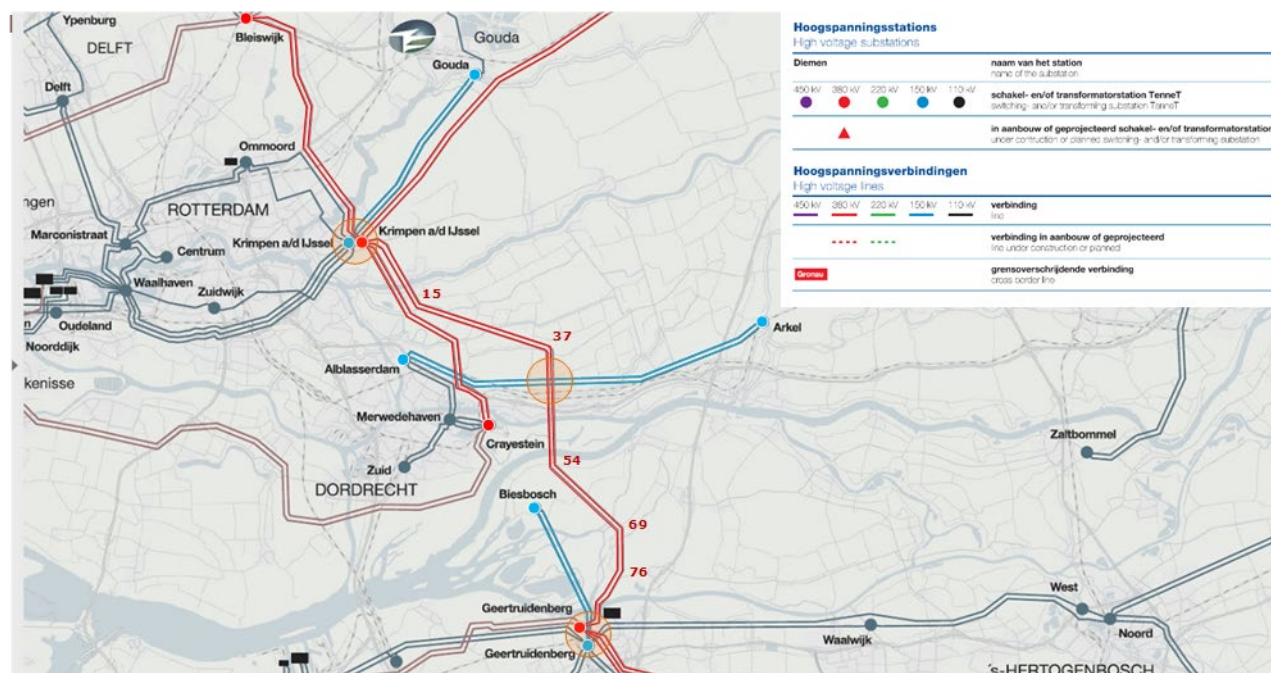 Ypenburg
DELFT
Bleiswijk
Gouda
Gouda
Delft
Ommoord
ROTTERDAM
Marconistraat
Centrum
Krimpen a/d IJssel
Krimpen a/d IJssel
Waalhaven
Zuidwijk
Oudeland
Noorddijk
kenisse
15
37
Arkel
Alblasserdam
Merwedehaven
Crayestein
Zuid
DORDRECHT
54
Zaltbommel
Biesbosch
69
76
Geertruidenberg
Geertruidenberg
Waalwijk
West
Noord
's-HERTOGENBOSCH
Hoogspanningsstations
High voltage substations
Diemen
naam van het station
name of the substation
450 kV 380 kV 220 kV 150 kV 110 kV
schakel- en/of transformatorstation TenneT
switching- and/or transforming substation TenneT
in aanbouw of geprojecteerd schakel- en/of transformatorstation
under contruction or planned switching- and/or transforming substation
Hoogspanningsverbindingen
High voltage lines
450 kV 380 kV 220 kV 150 kV 110 kV
verbinding
line
verbinding in aanbouw of geprojecteerd
line under construction or planned
Gronau
grensoverschrijdende verbinding
cross border line